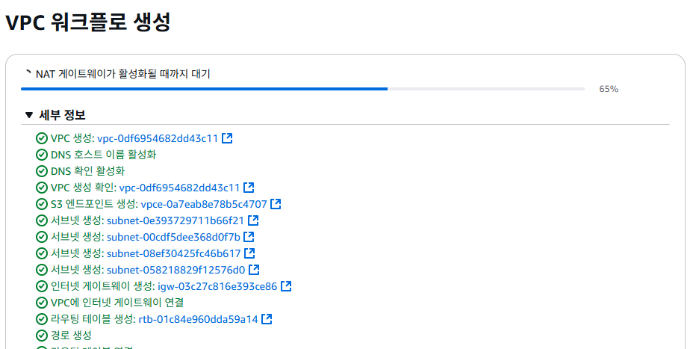 VPC 워크플로 생성
NAT 게이트웨이가 활성화될 때까지 대기
65%
세부 정보
VPC 생성: vpc-0df6954682dd43c11
DNS 호스트 이름 활성화
DNS 확인 활성화
VPC 생성 확인: vpc-0df6954682dd43c11
S3 엔드포인트 생성: vpce-0a7eab8e78b5c4707
서브넷 생성: subnet-0e393729711b66f21
서브넷 생성: subnet-00cdf5dee368d0f7b
서브넷 생성: subnet-08ef30425fc46b617
서브넷 생성: subnet-058218829f12576d0
인터넷 게이트웨이 생성: igw-03c27c816e393ce86
VPC에 인터넷 게이트웨이 연결
라우팅 테이블 생성: rtb-01c84e960dda59a14
경로 생성